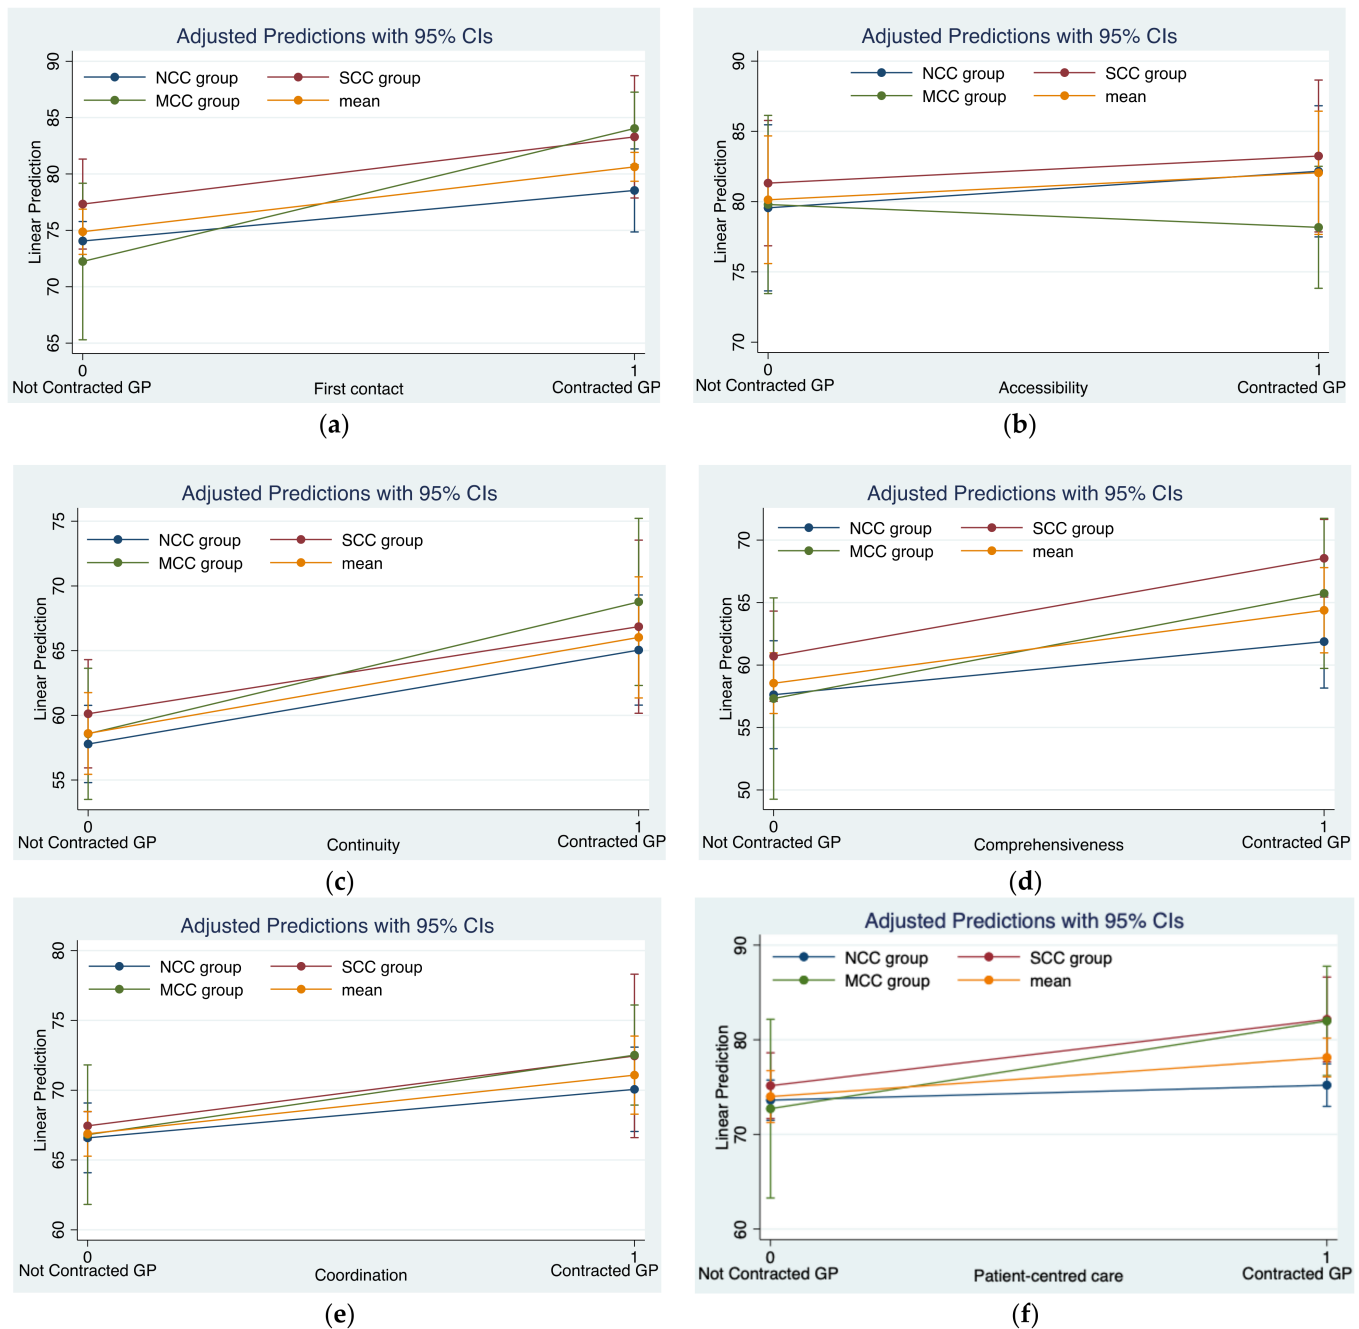 Adjusted Predictions with 95% CIs
NCC group SCC group
MCC group mean
Linear Prediction
90
85
80
75
70
65
0 1
Not Contracted GP First contact Contracted GP
(a)
Adjusted Predictions with 95% CIs
NCC group SCC group
MCC group mean
Linear Prediction
90
85
80
75
70
0 1
Not Contracted GP Accessibility Contracted GP
(b)
Adjusted Predictions with 95% CIs
NCC group SCC group
MCC group mean
Linear Prediction
75
70
65
60
55
0 1
Not Contracted GP Continuity Contracted GP
(c)
Adjusted Predictions with 95% CIs
NCC group SCC group
MCC group mean
Linear Prediction
70
65
60
55
50
0 1
Not Contracted GP Comprehensiveness Contracted GP
(d)
Adjusted Predictions with 95% CIs
NCC group SCC group
MCC group mean
Linear Prediction
80
75
70
65
60
0 1
Not Contracted GP Coordination Contracted GP
(e)
Adjusted Predictions with 95% CIs
NCC group SCC group
MCC group mean
Linear Prediction
90
80
70
60
0 1
Not Contracted GP Patient-centred care Contracted GP
(f)